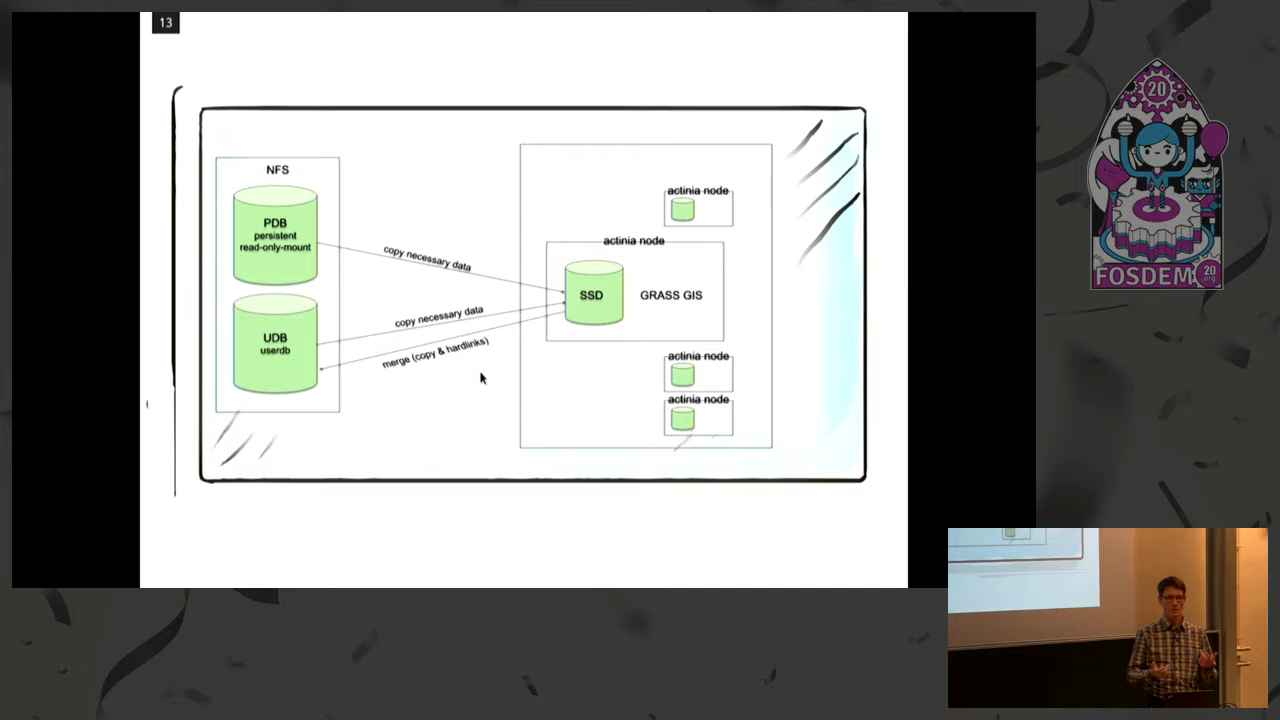 13
NFS
PDB
persistent
read-only-mount
UDB
userdb
copy necessary data
copy necessary data
merge (copy & hardlinks)
actinia node
actinia node
SSD
GRASS GIS
actinia node
actinia node
20
FOSDEM
20
.org